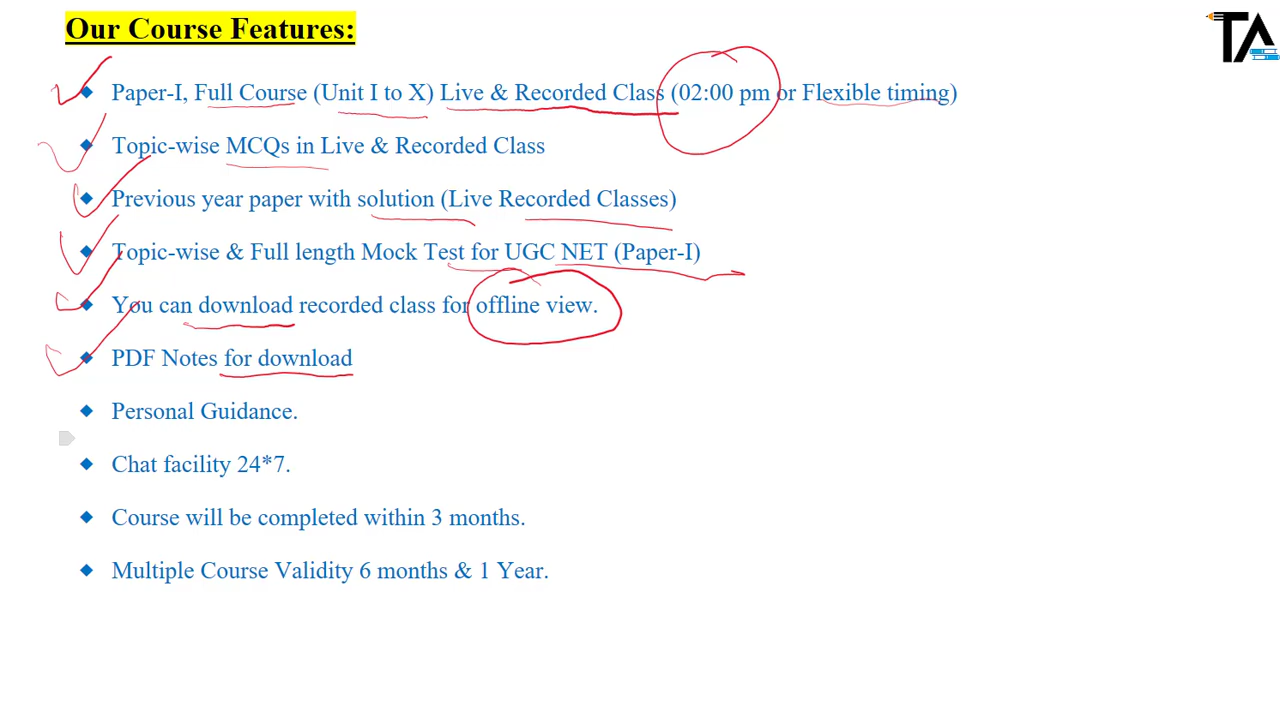 Our Course Features:
TA
Paper-I, Full Course (Unit I to X) Live & Recorded Class (02:00 pm or Flexible timing)
Topic-wise MCQs in Live & Recorded Class
Previous year paper with solution (Live Recorded Classes)
Topic-wise & Full length Mock Test for UGC NET (Paper-I)
You can download recorded class for offline view.
PDF Notes for download
Personal Guidance.
Chat facility 24*7.
Course will be completed within 3 months.
Multiple Course Validity 6 months & 1 Year.